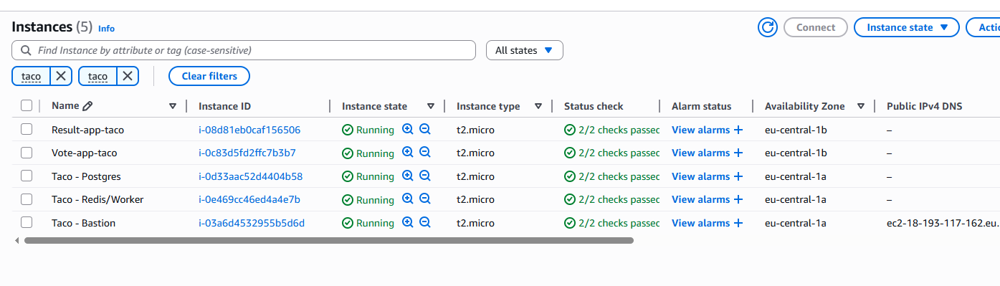 Instances (5) Info Connect Instance state Actio
Find Instance by attribute or tag (case-sensitive) All states
taco taco Clear filters
Name Instance ID Instance state Instance type Status check Alarm status Availability Zone Public IPv4 DNS
Result-app-taco i-08d81eb0caf156506 Running t2.micro 2/2 checks passec View alarms + eu-central-1b –
Vote-app-taco i-0c83d5fd2ffc7b3b7 Running t2.micro 2/2 checks passec View alarms + eu-central-1b –
Taco - Postgres i-0d33aac52d4404b58 Running t2.micro 2/2 checks passec View alarms + eu-central-1a –
Taco - Redis/Worker i-0e469cc46ed4a4e7b Running t2.micro 2/2 checks passec View alarms + eu-central-1a –
Taco - Bastion i-03a6d4532955b5d6d Running t2.micro 2/2 checks passec View alarms + eu-central-1a ec2-18-193-117-162.eu.